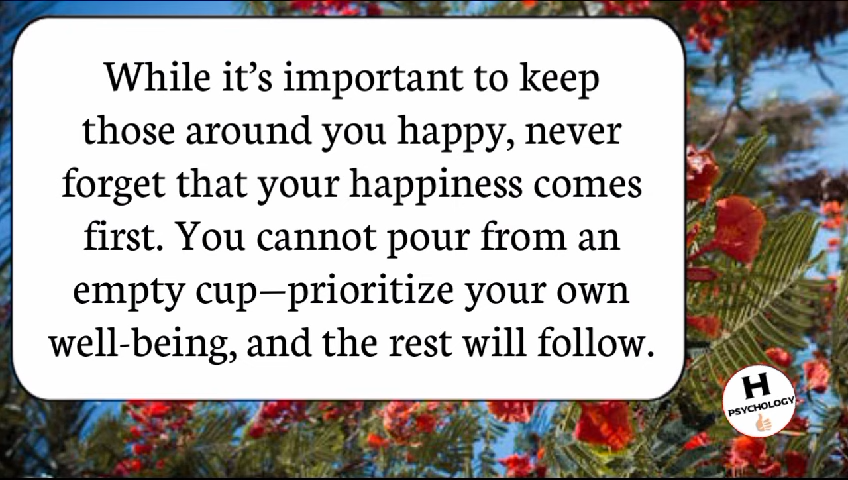 While it’s important to keep
those around you happy, never
forget that your happiness comes
first. You cannot pour from an
empty cup—prioritize your own
well-being, and the rest will follow.
H
PSYCHOLOGY